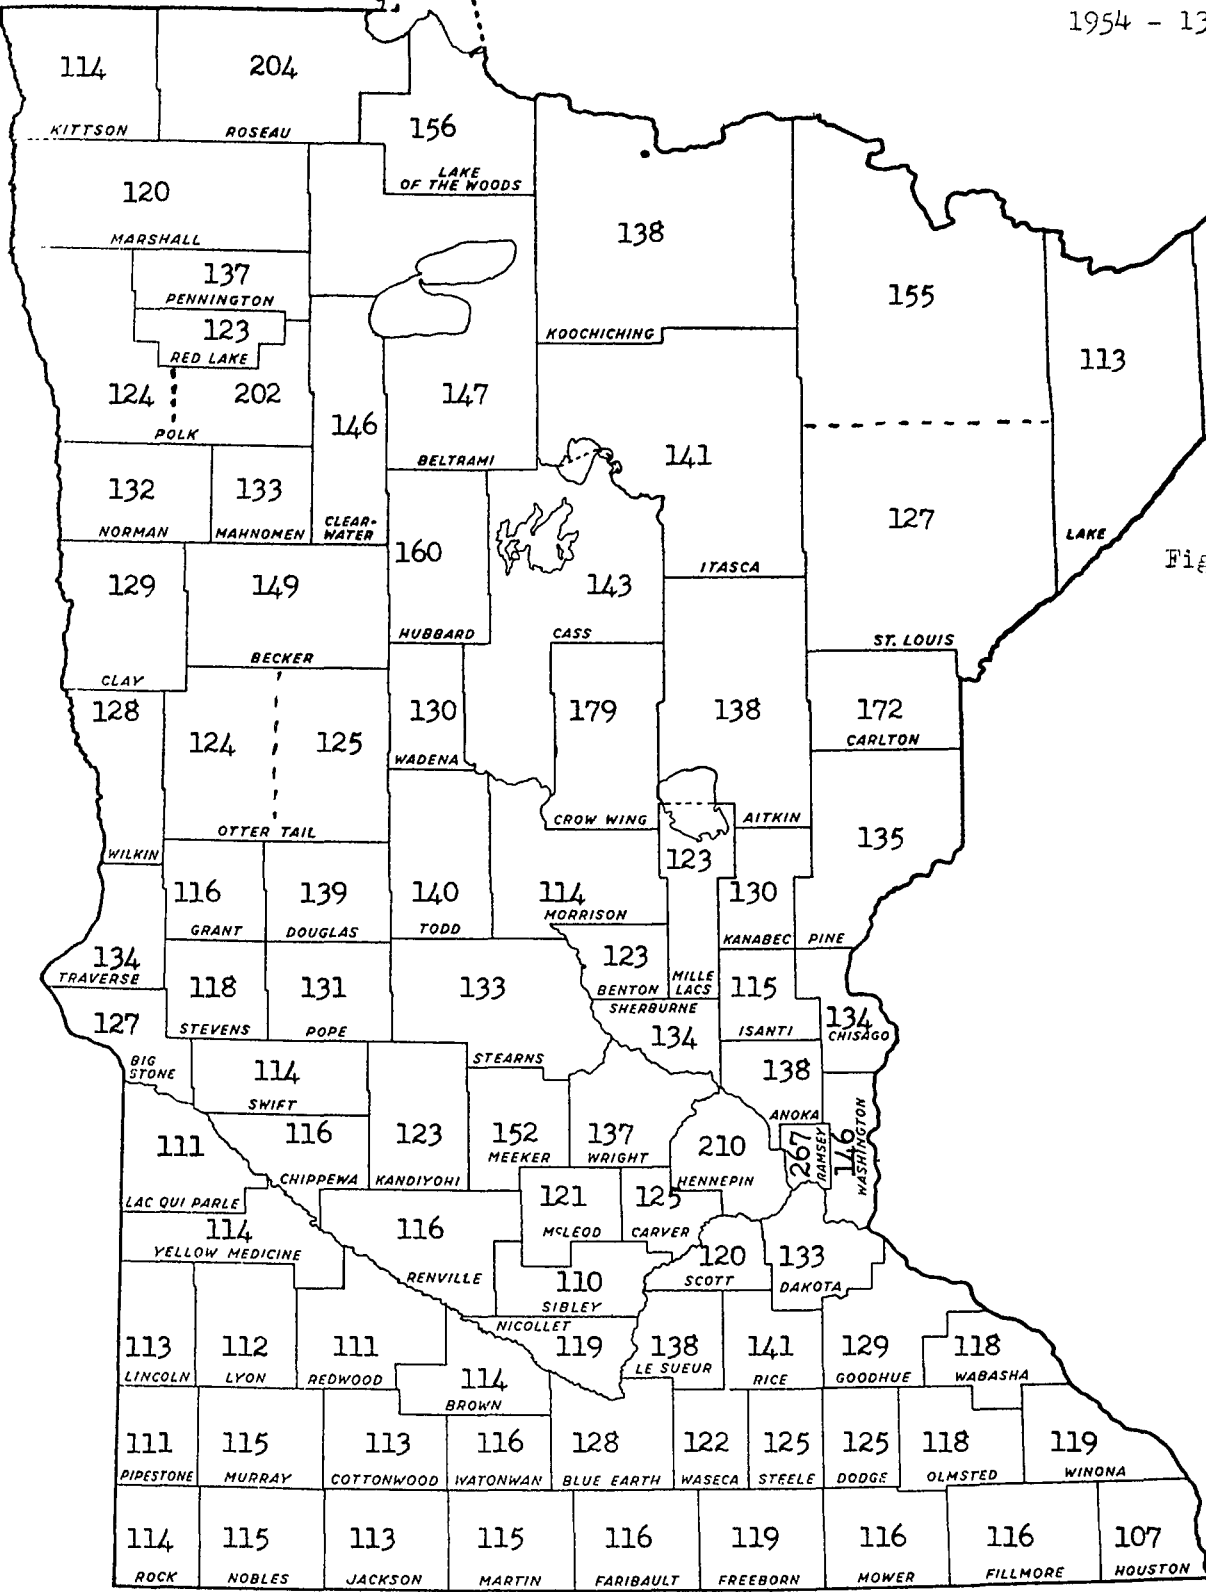 1954 - 13
114
204
KITTSON
ROSEAU
156
LAKE
OF THE WOODS
120
MARSHALL
138
137
PENNINGTON
155
123
RED LAKE
KOOCHICHING
113
124
202
147
146
POLK
BELTRAMI
141
132
133
NORMAN
MAHNOMEN
CLEAR-
WATER
127
LAKE
160
129
149
143
ITASCA
Fig
HUBBARD
CASS
ST. LOUIS
BECKER
CLAY
128
130
179
138
172
124
125
CARLTON
WADENA
OTTER TAIL
CROW WING
AITKIN
135
WILKIN
123
116
139
140
114
130
MORRISON
GRANT
DOUGLAS
TODD
KANABEC
PINE
134
123
TRAVERSE
118
131
133
BENTON
MILLE
LACS
115
SHERBURNE
127
STEVENS
POPE
134
ISANTI
134
CHISAGO
BIG
STONE
STEARNS
114
138
SWIFT
ANOKA
111
116
123
152
137
210
267
RAMSEY
146
WASHINGTON
MEEKER
WRIGHT
CHIPPEWA
KANDIYOHI
HENNEPIN
LAC QUI PARLE
121
125
114
116
McLEOD
CARVER
YELLOW MEDICINE
120
133
RENVILLE
110
SCOTT
DAKOTA
SIBLEY
NICOLLET
113
112
111
119
138
141
129
118
LINCOLN
LYON
REDWOOD
114
LE SUEUR
RICE
GOODHUE
WABASHA
BROWN
111
115
113
116
128
122
125
125
118
119
PIPESTONE
MURRAY
COTTONWOOD
WATONWAN
BLUE EARTH
WASECA
STEELE
DODGE
OLMSTED
WINONA
114
115
113
115
116
119
116
116
107
ROCK
NOBLES
JACKSON
MARTIN
FARIBAULT
FREEBORN
MOWER
FILLMORE
HOUSTON